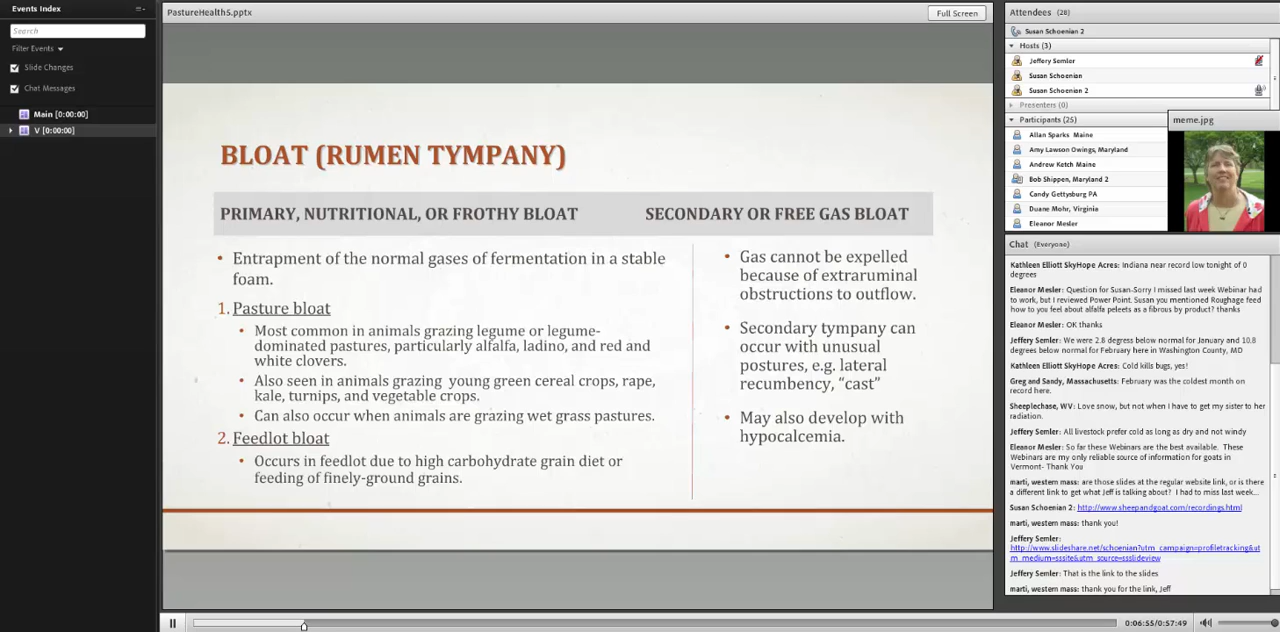 Events Index
Search
Filter Events
Slide Changes
Chat Messages
Main [0:00:00]
V [0:00:00]
PastureHealth5.pptx
Full Screen
BLOAT (RUMEN TYMPANY)
PRIMARY, NUTRITIONAL, OR FROTHY BLOAT
SECONDARY OR FREE GAS BLOAT
• Entrapment of the normal gases of fermentation in a stable
foam.
1. Pasture bloat
• Most common in animals grazing legume or legume-
dominated pastures, particularly alfalfa, ladino, and red and
white clovers.
• Also seen in animals grazing young green cereal crops, rape,
kale, turnips, and vegetable crops.
• Can also occur when animals are grazing wet grass pastures.
2. Feedlot bloat
• Occurs in feedlot due to high carbohydrate grain diet or
feeding of finely-ground grains.
• Gas cannot be expelled
because of extraruminal
obstructions to outflow.
• Secondary tympany can
occur with unusual
postures, e.g. lateral
recumbency, “cast”
• May also develop with
hypocalcemia.
0:06:55/0:57:49
Attendees (28)
Susan Schoenian 2
Hosts (3)
Jeffery Semler
Susan Schoenian
Susan Schoenian 2
Presenters (0)
Participants (25)
Allan Sparks Maine
Amy Lawson Owings, Maryland
Andrew Ketch Maine
Bob Shippen, Maryland 2
Candy Gettysburg PA
Duane Mohr, Virginia
Eleanor Mesler
meme.jpg
Chat (Everyone)
Kathleen Elliott SkyHope Acres: Indiana near record low tonight of 0
degrees
Eleanor Mesler: Question for Susan-Sorry I missed last week Webinar had
to work, but I reviewed Power Point. Susan you mentioned Roughage feed
how to you feel about alfalfa peleets as a fibrous by product? thanks
Eleanor Mesler: OK thanks
Jeffery Semler: We were 2.8 degrees below normal for January and 10.8
degrees below normal for February here in Washington County, MD
Kathleen Elliott SkyHope Acres: Cold kills bugs, yes!
Greg and Sandy, Massachusetts: February was the coldest month on
record here.
Sheeplechase, WV: Love snow, but not when I have to get my sister to her
radiation.
Jeffery Semler: All livestock prefer cold as long as dry and not windy
Eleanor Mesler: So far these Webinars are the best available. These
Webinars are my only reliable source of information for goats in
Vermont- Thank You
marti, western mass: are those slides at the regular website link, or is there
a different link to get what Jeff is talking about? I had to miss last week...
Susan Schoenian 2: http://www.sheepandgoat.com/recordings.html
marti, western mass: thank you!
Jeffery Semler:
http://www.slideshare.net/schoenian?utm_campaign=profiletracking&ut
m_medium=sssite&utm_source=ssslideview
Jeffery Semler: That is the link to the slides
marti, western mass: thank you for the link, Jeff